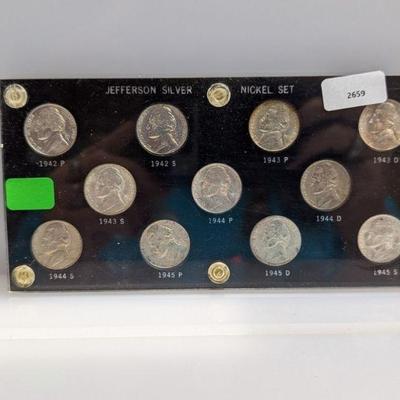 JEFFERSON SILVER NICKEL SET
2659
1942 P 1942 S 1943 P 1943 D
1943 S 1944 P 1944 D
1944 S 1945 P 1945 D 1945 S